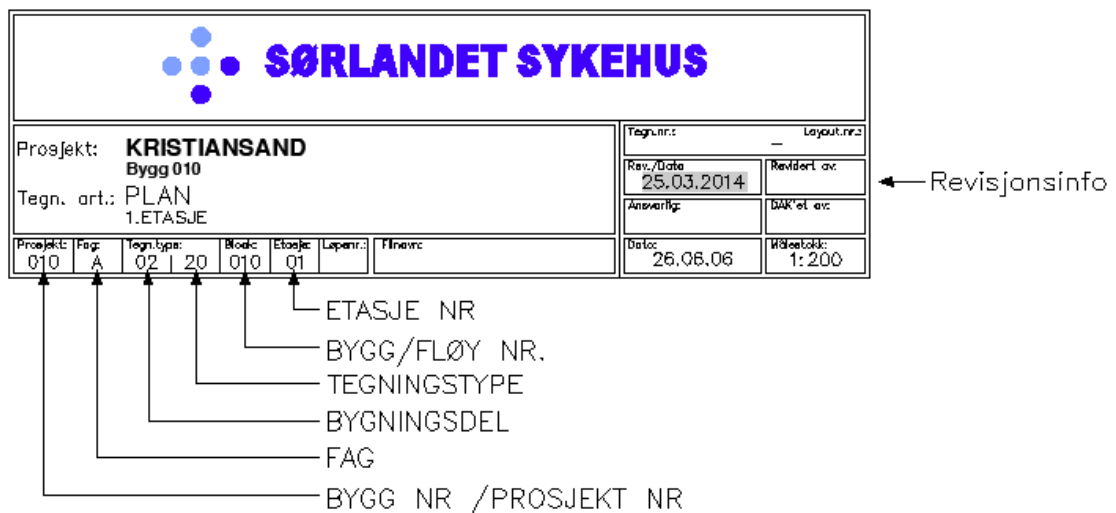 SØRLANDET SYKEHUS
Prosjekt: KRISTIANSAND
Bygg 010
Tegn. art.: PLAN
1.ETASJE
Tegn.nr.: _ Layout.nr.:
Rev./Dato Revidert av:
25.03.2014
Revisjonsinfo
Ansvarlig: DAK'et av:
Prosjekt: Fag: Tegn.type: Blokk: Etasje: Løpenr.: Filnavn: Dato: Målestokk:
010 A 02 | 20 010 01 26.06.06 1:200
ETASJE NR
BYGG/FLØY NR.
TEGNINGSTYPE
BYGNINGSDEL
FAG
BYGG NR /PROSJEKT NR